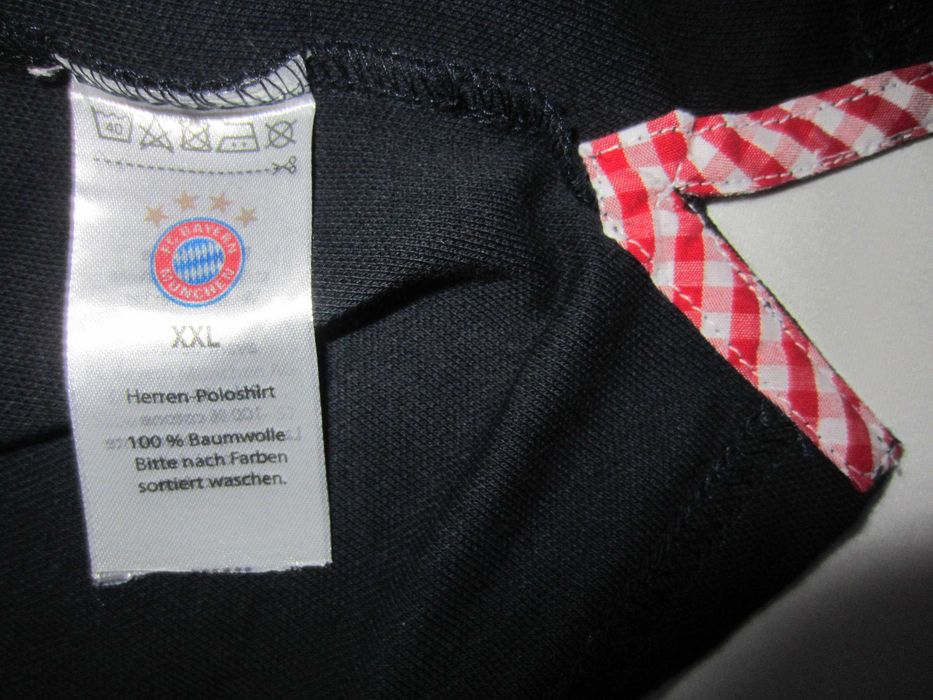 40
FC BAYERN
MÜNCHEN
XXL
Herren-Poloshirt
100 % Baumwolle
Bitte nach Farben
sortiert waschen.